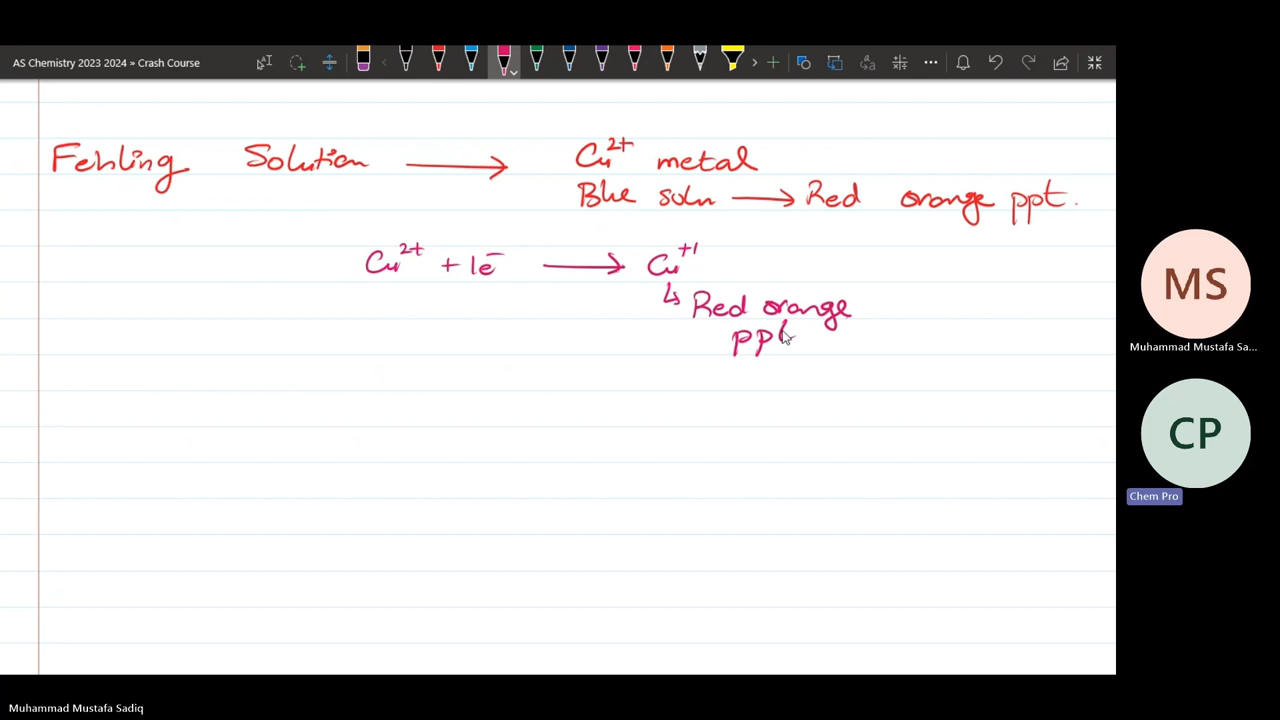 AS Chemistry 2023 2024 » Crash Course
Fehling Solution ⟶ Cu²⁺ metal
Blue soln ⟶ Red orange ppt.
Cu²⁺ + 1e⁻ ⟶ Cu⁺¹
↳ Red orange
ppt
MS
Muhammad Mustafa Sa...
CP
Chem Pro
Muhammad Mustafa Sadiq